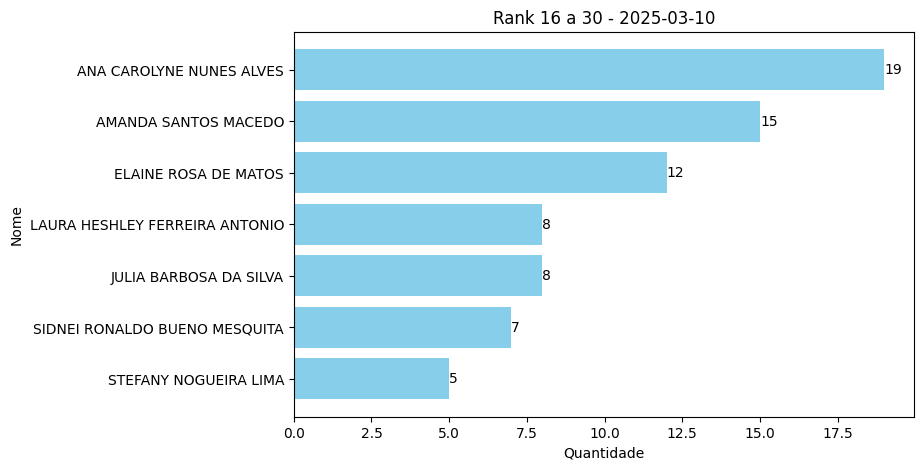 Rank 16 a 30 - 2025-03-10
ANA CAROLYNE NUNES ALVES
19
AMANDA SANTOS MACEDO
15
ELAINE ROSA DE MATOS
12
LAURA HESHLEY FERREIRA ANTONIO
8
JULIA BARBOSA DA SILVA
8
SIDNEI RONALDO BUENO MESQUITA
7
STEFANY NOGUEIRA LIMA
5
Nome
0.0 2.5 5.0 7.5 10.0 12.5 15.0 17.5
Quantidade